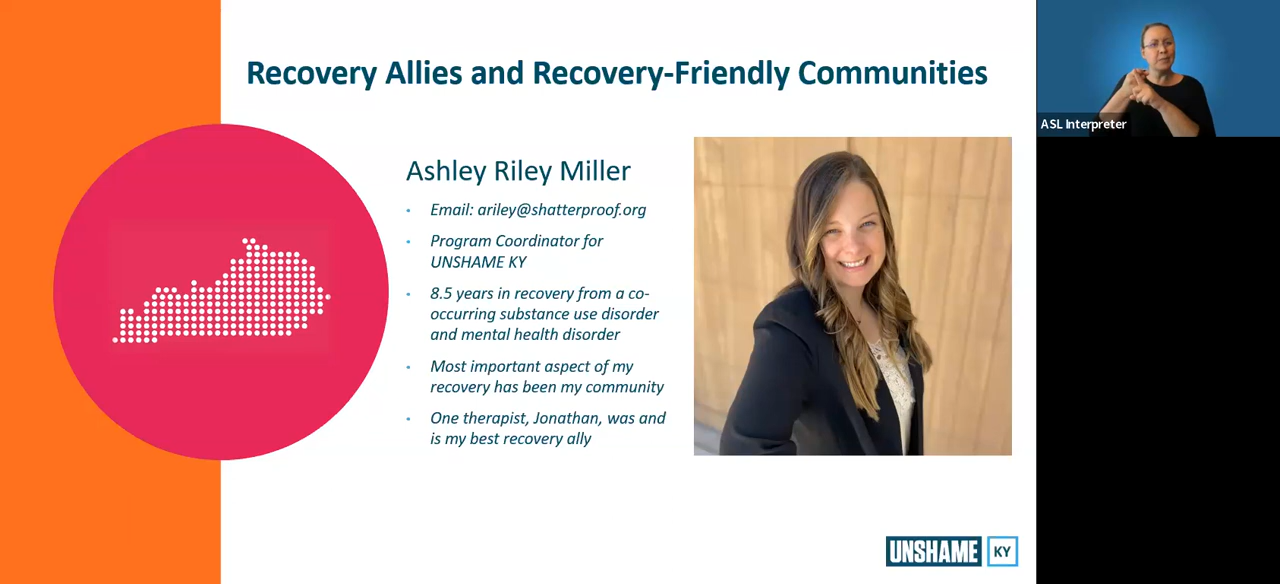 Recovery Allies and Recovery-Friendly Communities
ASL Interpreter
Ashley Riley Miller
• Email: ariley@shatterproof.org
• Program Coordinator for
UNSHAME KY
• 8.5 years in recovery from a co-
occurring substance use disorder
and mental health disorder
• Most important aspect of my
recovery has been my community
• One therapist, Jonathan, was and
is my best recovery ally
UNSHAME KY